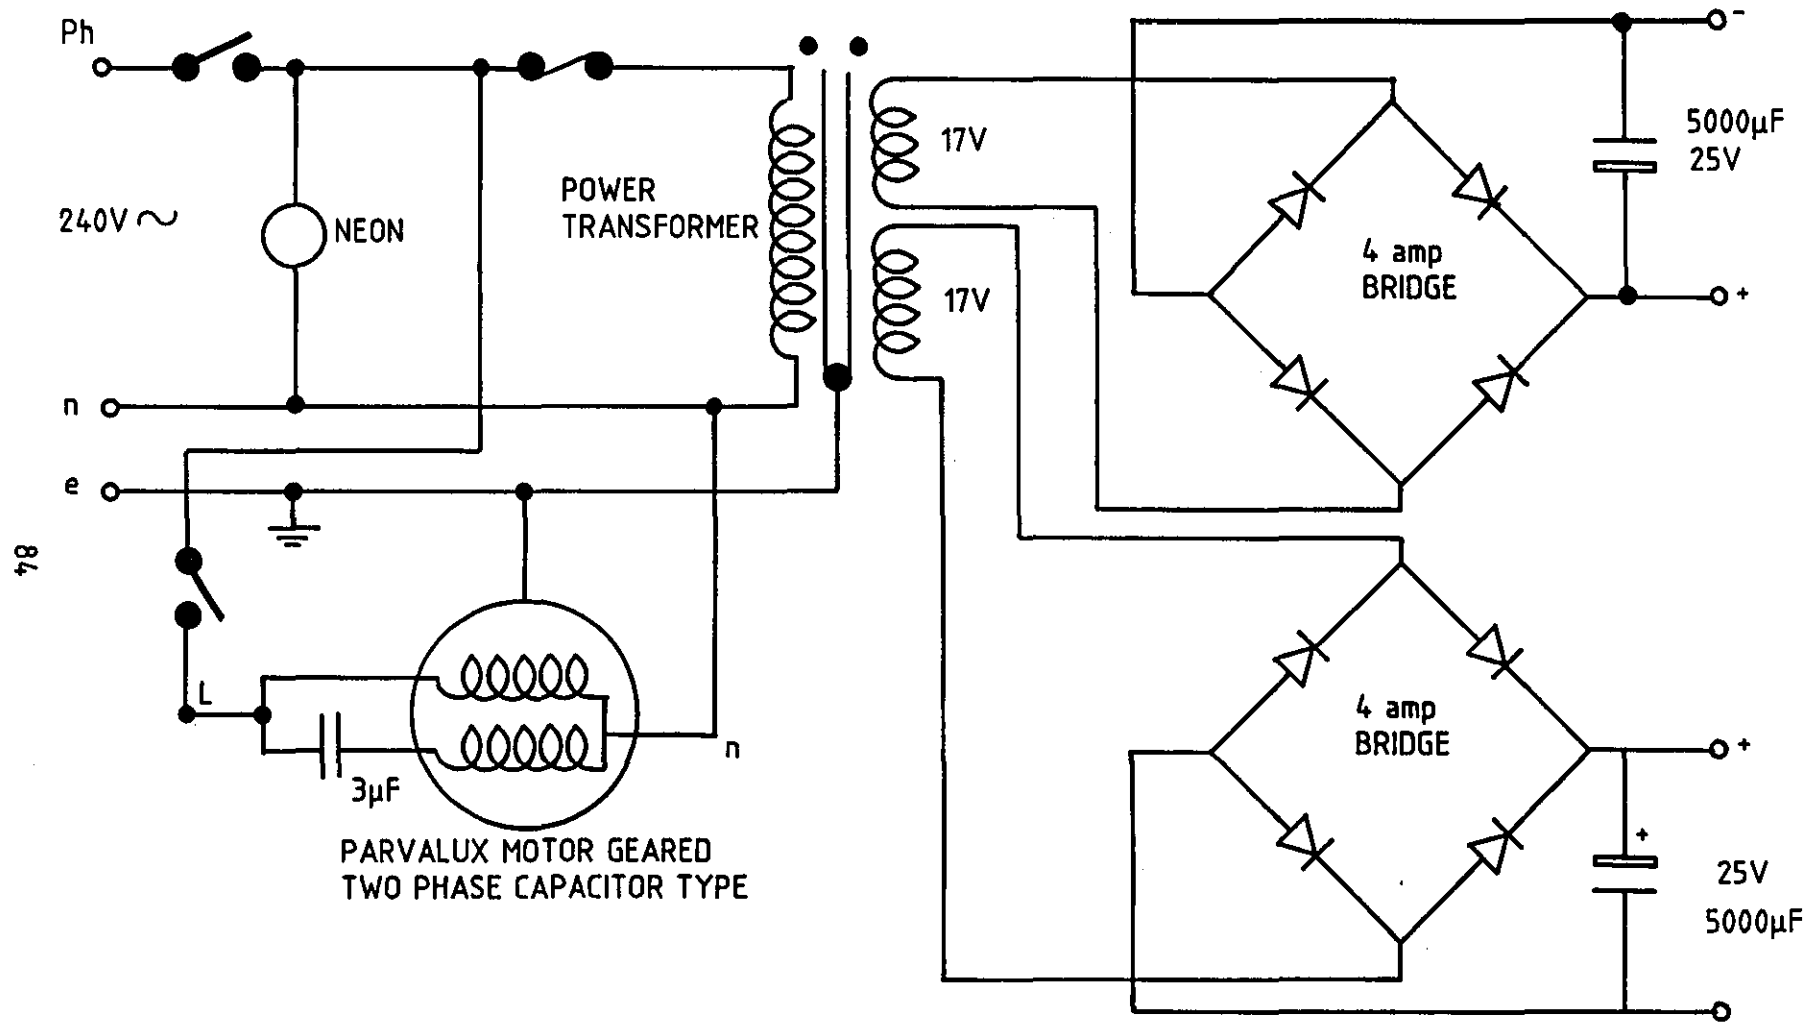 Ph
240V ~
NEON
POWER
TRANSFORMER
n
e
L
3μF
n
PARVALUX MOTOR GEARED
TWO PHASE CAPACITOR TYPE
17V
17V
4 amp
BRIDGE
-
5000μF
25V
+
4 amp
BRIDGE
+
+
25V
5000μF
84